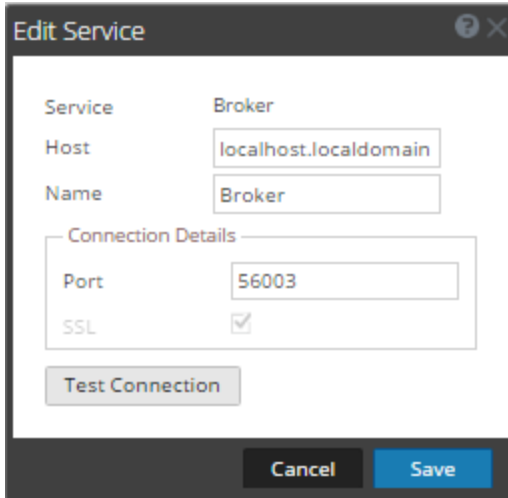 Edit Service
Service Broker
Host localhost.localdomain
Name Broker
Connection Details
Port 56003
SSL
Test Connection
Cancel Save